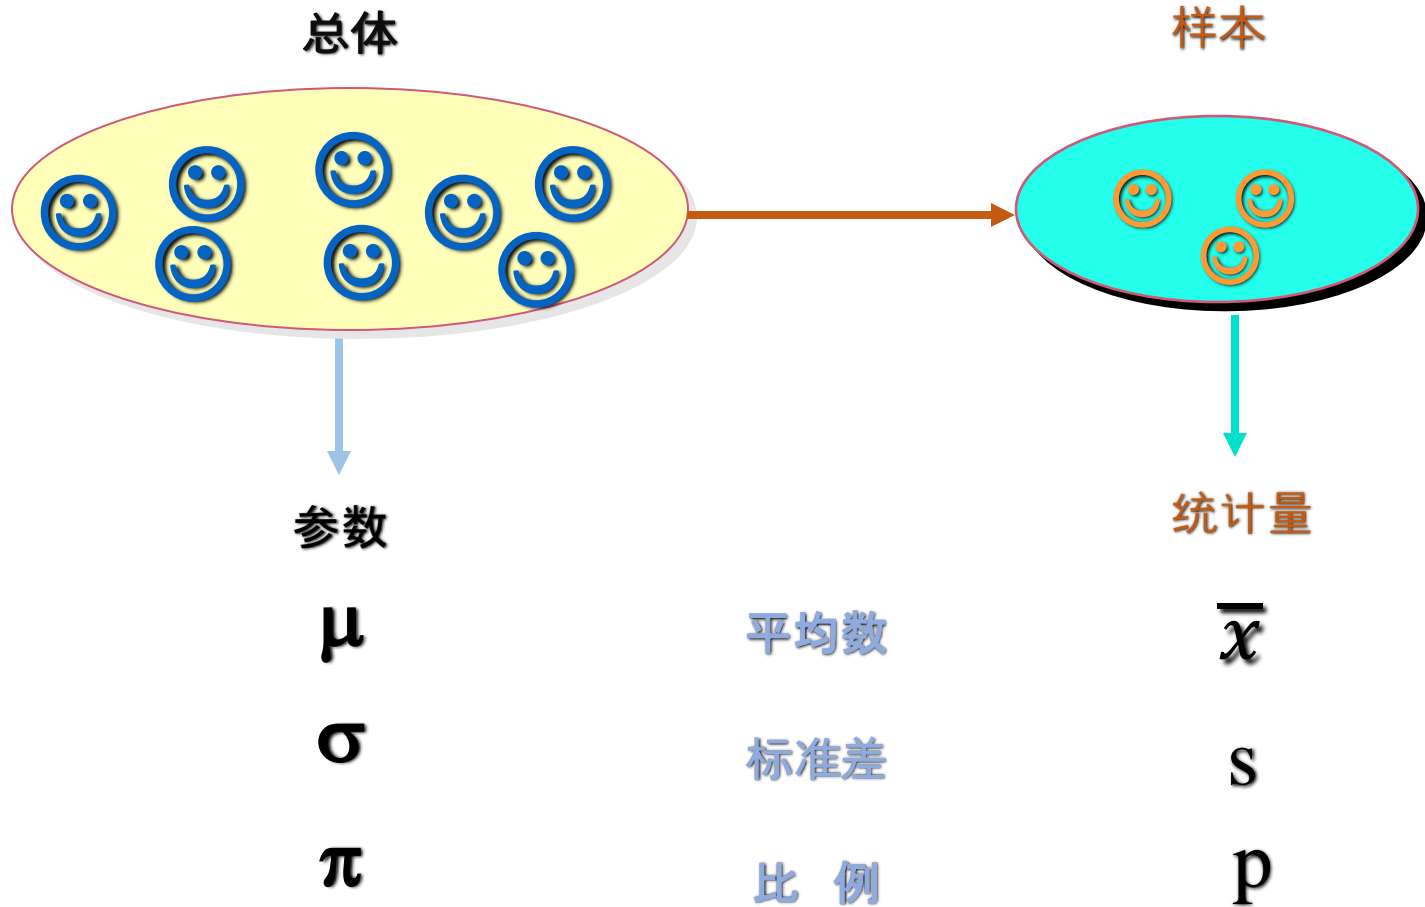 总体
样本
参数
统计量
μ 平均数 x̅
σ 标准差 s
π 比 例 p